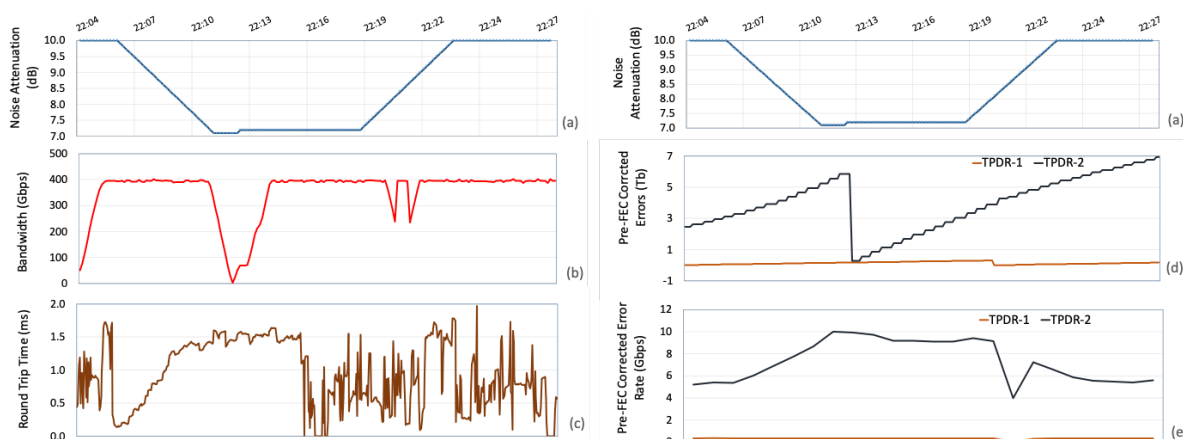 22:04 22:07 22:10 22:13 22:16 22:19 22:22 22:24 22:27
Noise Attenuation
(dB)
10.0
9.5
9.0
8.5
8.0
7.5
7.0
(a)
Bandwidth (Gbps)
500
400
300
200
100
0
(b)
Round Trip Time (ms)
2.0
1.5
1.0
0.5
0.0
(c)
22:04 22:07 22:10 22:13 22:16 22:19 22:22 22:24 22:27
Noise
Attenuation (dB)
10.0
9.5
9.0
8.5
8.0
7.5
7.0
(a)
Pre-FEC Corrcted
Errors (Tb)
7
5
3
1
-1
TPDR-1 TPDR-2
(d)
Pre-FEC Corrected Error
Rate (Gbps)
12
10
8
6
4
2
0
TPDR-1 TPDR-2
(e